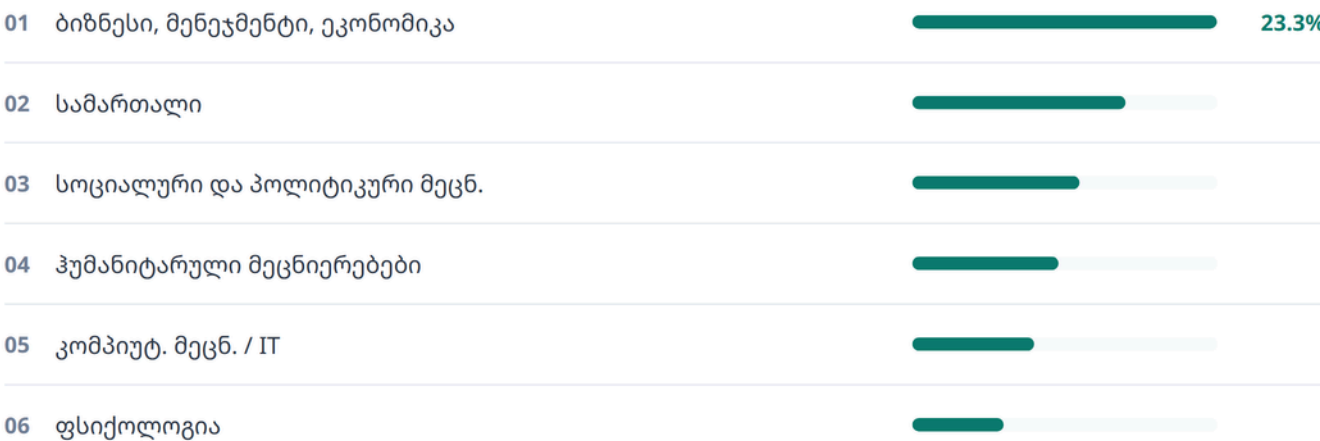 01 ბიზნესი, მენეჯმენტი, ეკონომიკა 23.3%
02 სამართალი
03 სოციალური და პოლიტიკური მეცნ.
04 ჰუმანიტარული მეცნიერებები
05 კომპიუტ. მეცნ. / IT
06 ფსიქოლოგია